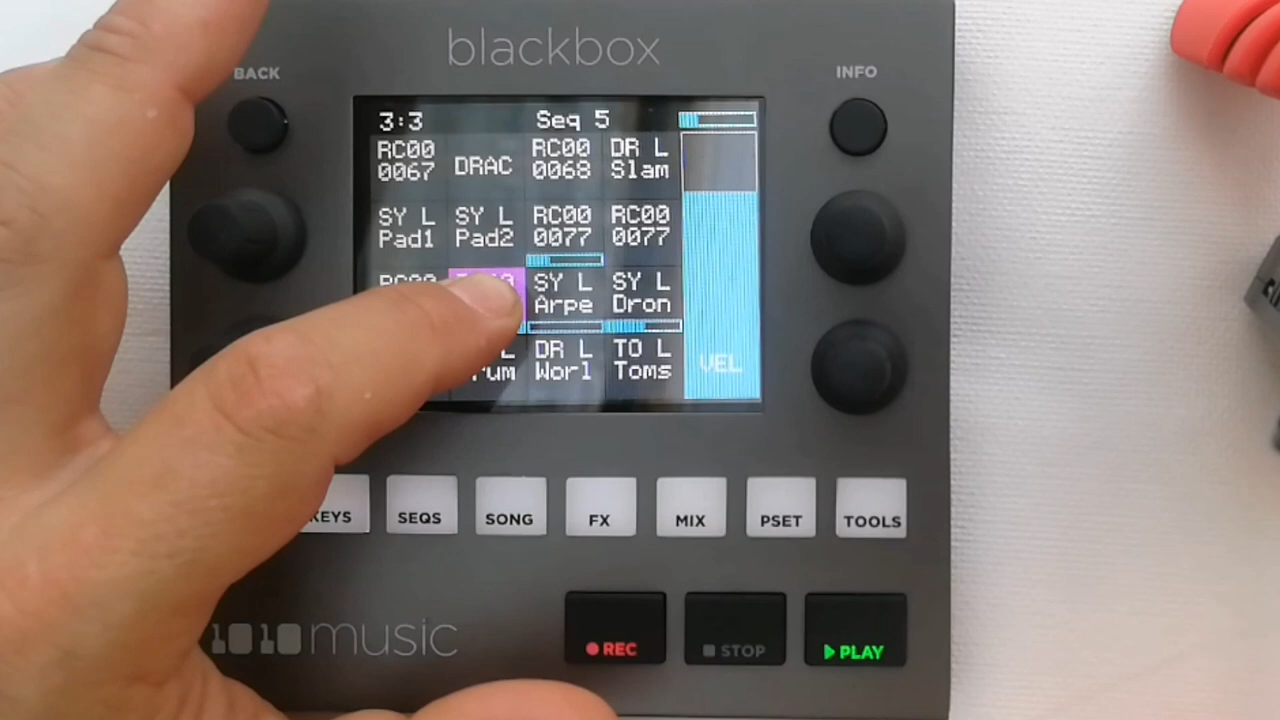 blackbox
BACK
INFO
3:3 Seq 5
RC00 0067
DRAC
RC00 0068
DR L Slam
SY L Pad1
SY L Pad2
RC00 0077
RC00 0077
SY L Arpe
SY L Dron
DR L Worl
TO L Toms
VEL
KEYS
SEQS
SONG
FX
MIX
PSET
TOOLS
1010music
REC
STOP
PLAY